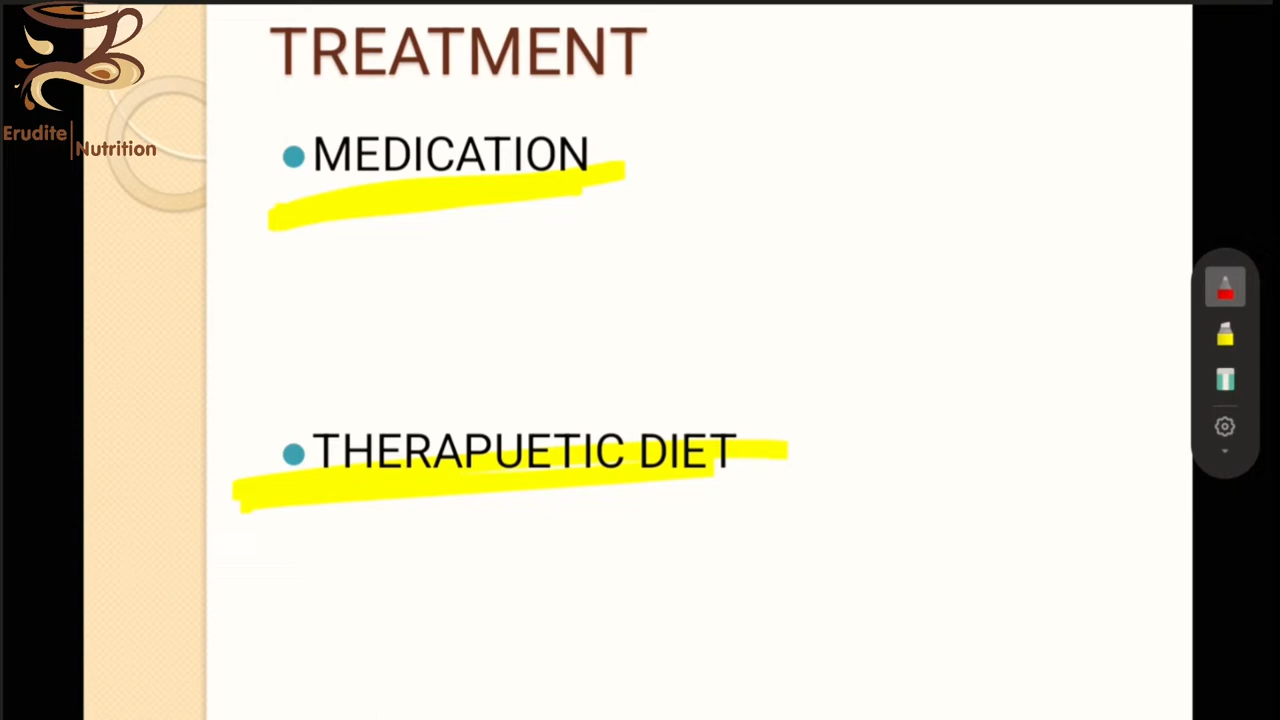 Erudite
Nutrition
TREATMENT
MEDICATION
THERAPUETIC DIET